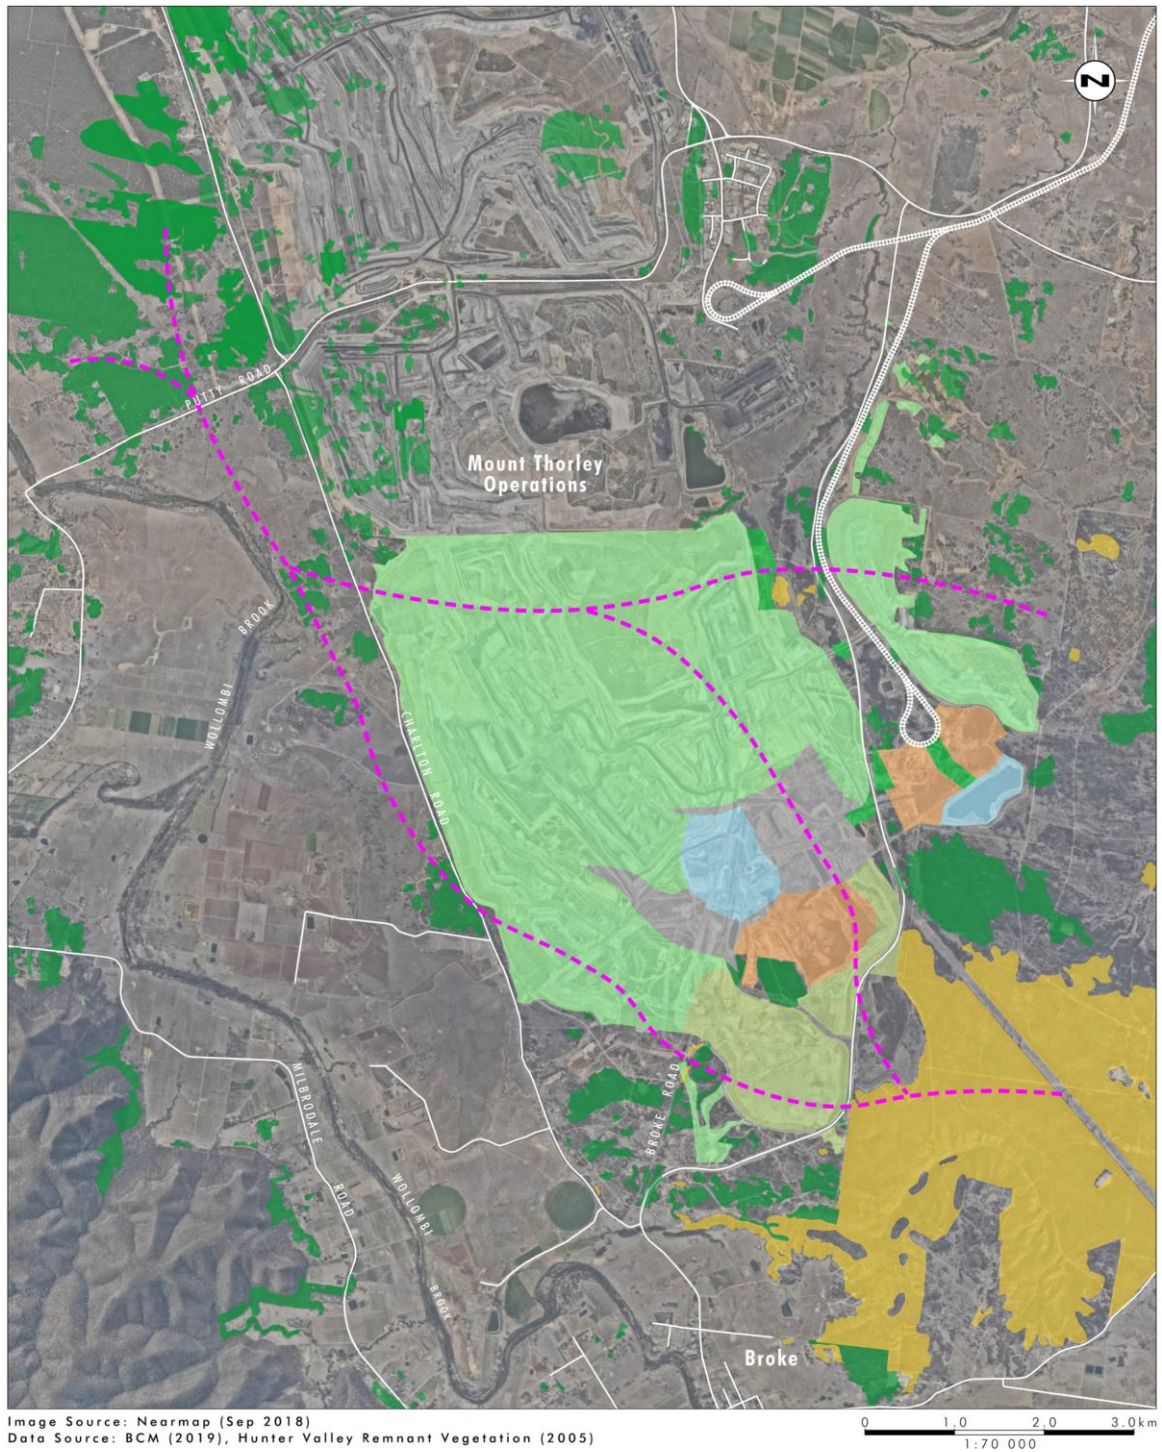 N
PUTTY ROAD
Mount Thorley
Operations
WOLLOMBI BROOK
CHARLTON ROAD
BROKE ROAD
MILBRODALE ROAD
WOLLOMBI BROOK
Broke
Image Source: Nearmap (Sep 2018)
Data Source: BCM (2019), Hunter Valley Remnant Vegetation (2005)
0 1.0 2.0 3.0km
1:70 000